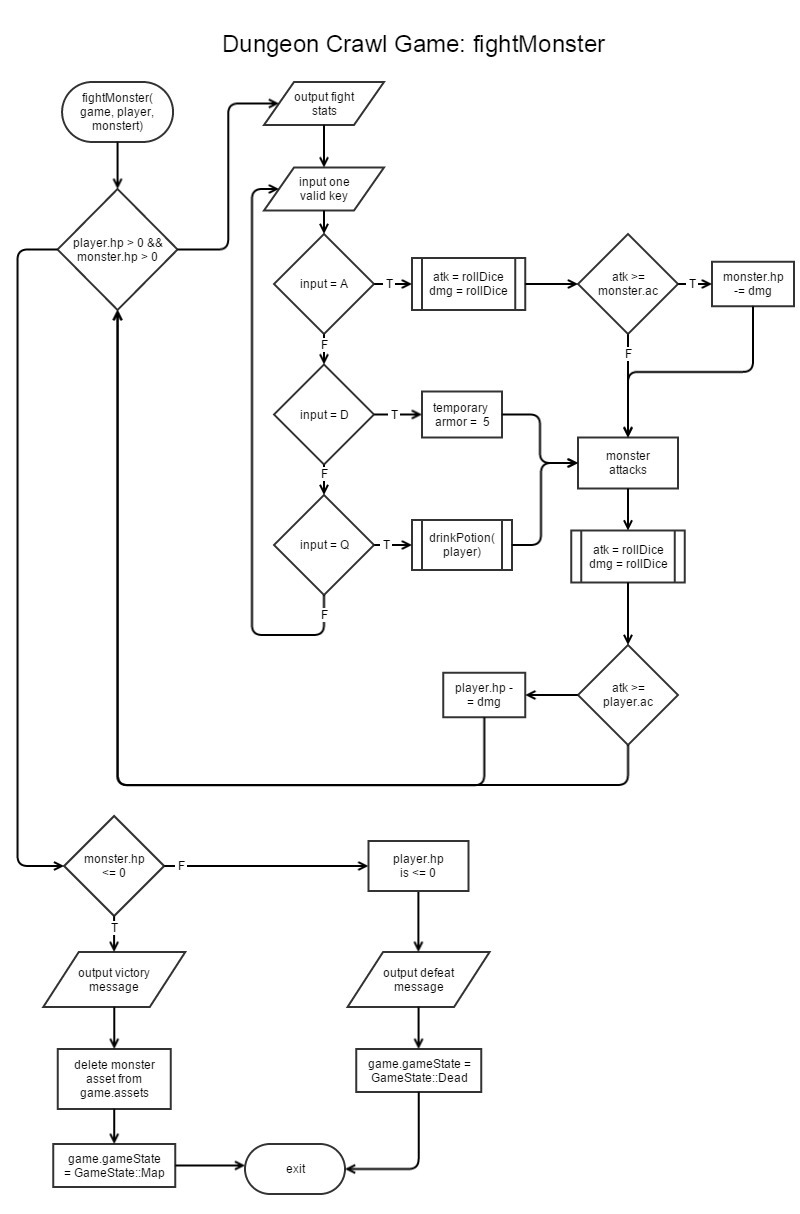 Dungeon Crawl Game: fightMonster
fightMonster(
game, player,
monstert)
output fight
stats
input one
valid key
player.hp > 0 &&
monster.hp > 0
input = A
T
atk = rollDice
dmg = rollDice
atk >=
monster.ac
T
monster.hp
-= dmg
F
F
input = D
T
temporary
armor =  5
monster
attacks
F
input = Q
T
drinkPotion(
player)
atk = rollDice
dmg = rollDice
F
player.hp -
= dmg
atk >=
player.ac
monster.hp
<= 0
F
player.hp
is <= 0
T
output victory
message
output defeat
message
delete monster
asset from
game.assets
game.gameState =
GameState::Dead
game.gameState
= GameState::Map
exit